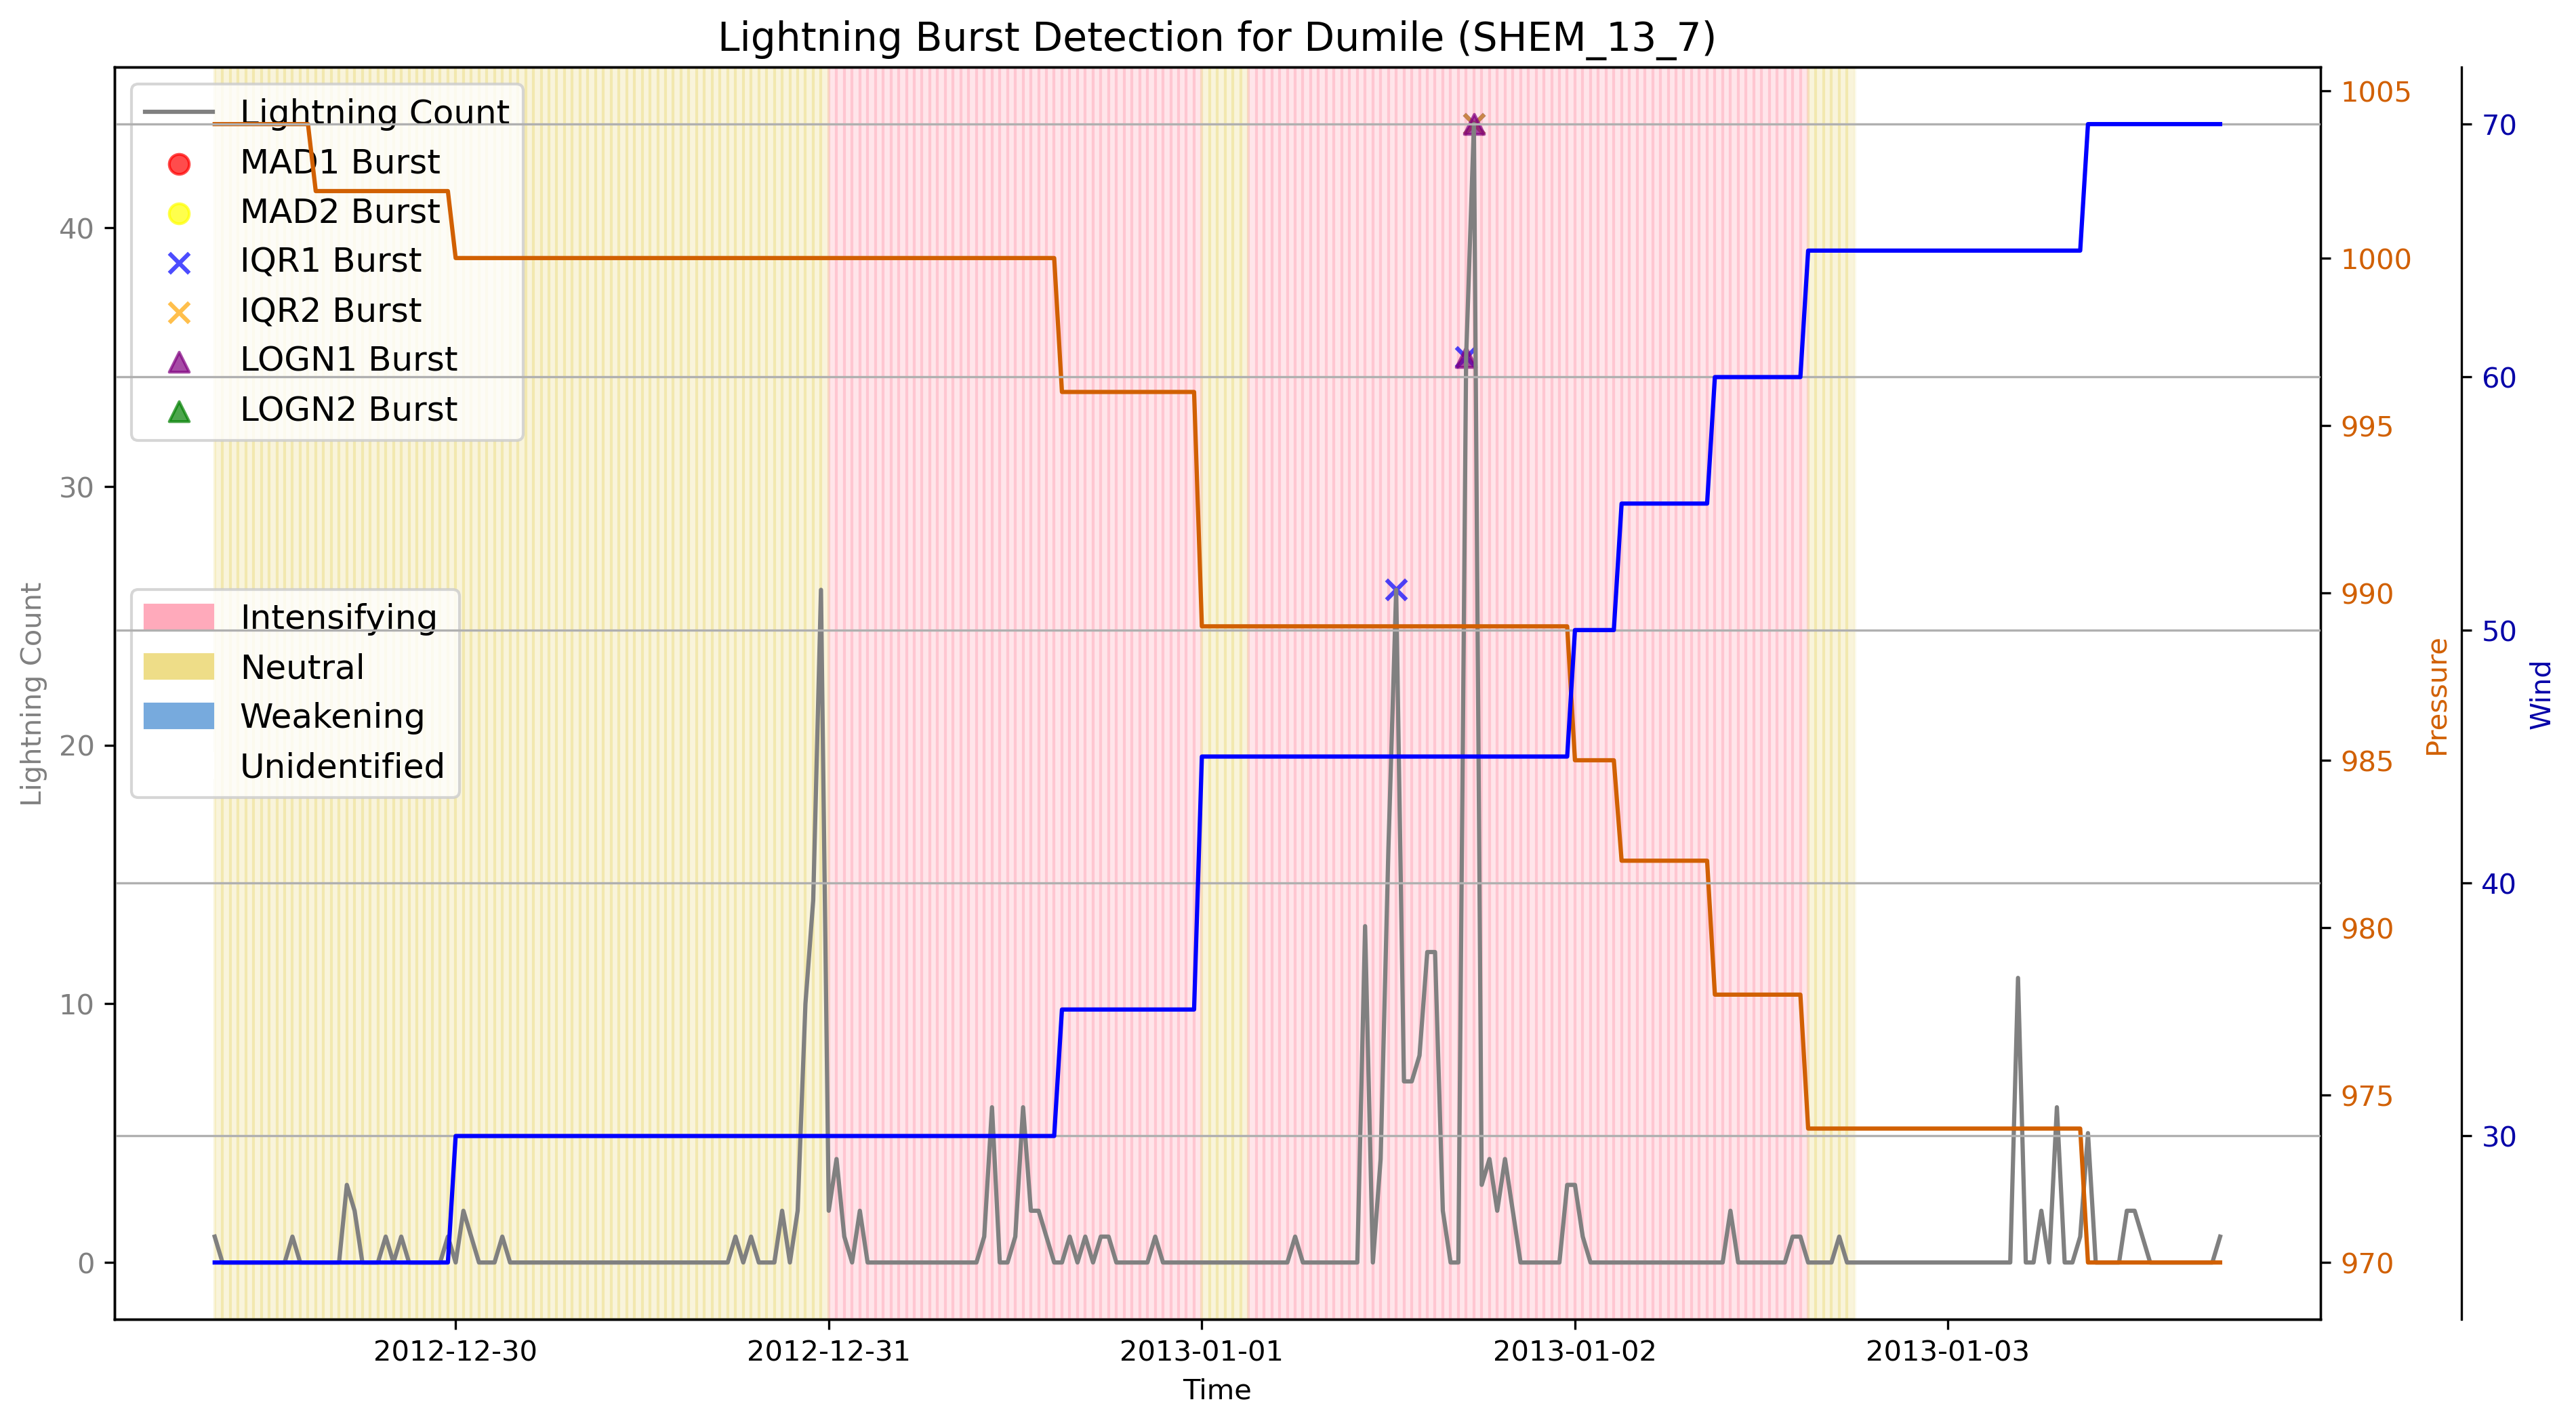 Lightning Burst Detection for Dumile (SHEM_13_7)
Lightning Count
MAD1 Burst
MAD2 Burst
IQR1 Burst
IQR2 Burst
LOGN1 Burst
LOGN2 Burst
Intensifying
Neutral
Weakening
Unidentified
Lightning Count
40
30
20
10
0
1005
1000
995
990
985
980
975
970
Pressure
70
60
50
40
30
Wind
2012-12-30
2012-12-31
2013-01-01
2013-01-02
2013-01-03
Time